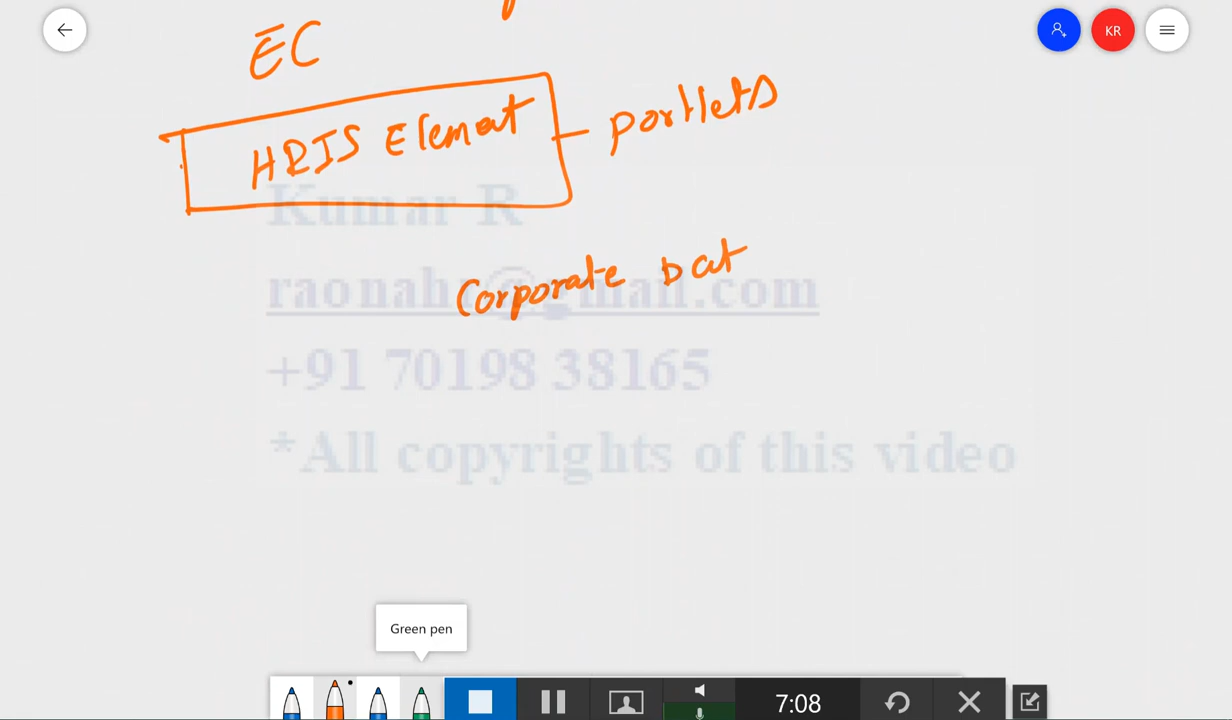 KR
EC
HRIS Element - portlets
Kumar R
Corporate Dat
+91 70198 38165
*All copyrights of this video
Green pen
7:08